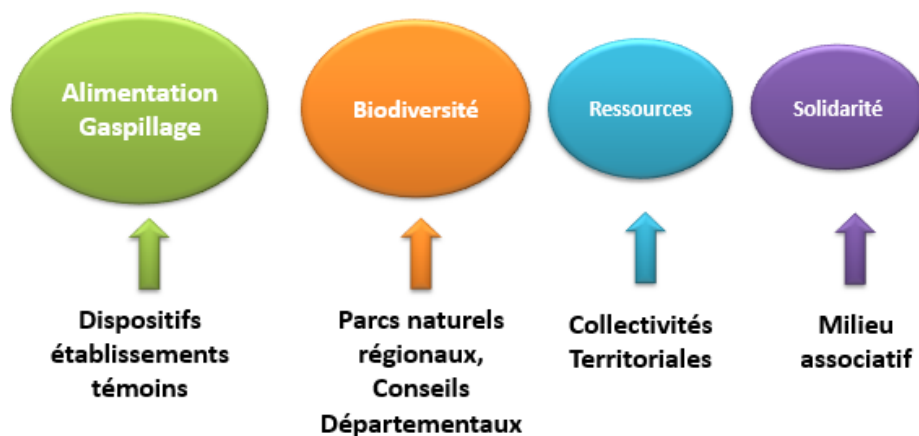 Alimentation
Gaspillage
Biodiversité
Ressources
Solidarité
Dispositifs
établissements
témoins
Parcs naturels
régionaux,
Conseils
Départementaux
Collectivités
Territoriales
Milieu
associatif